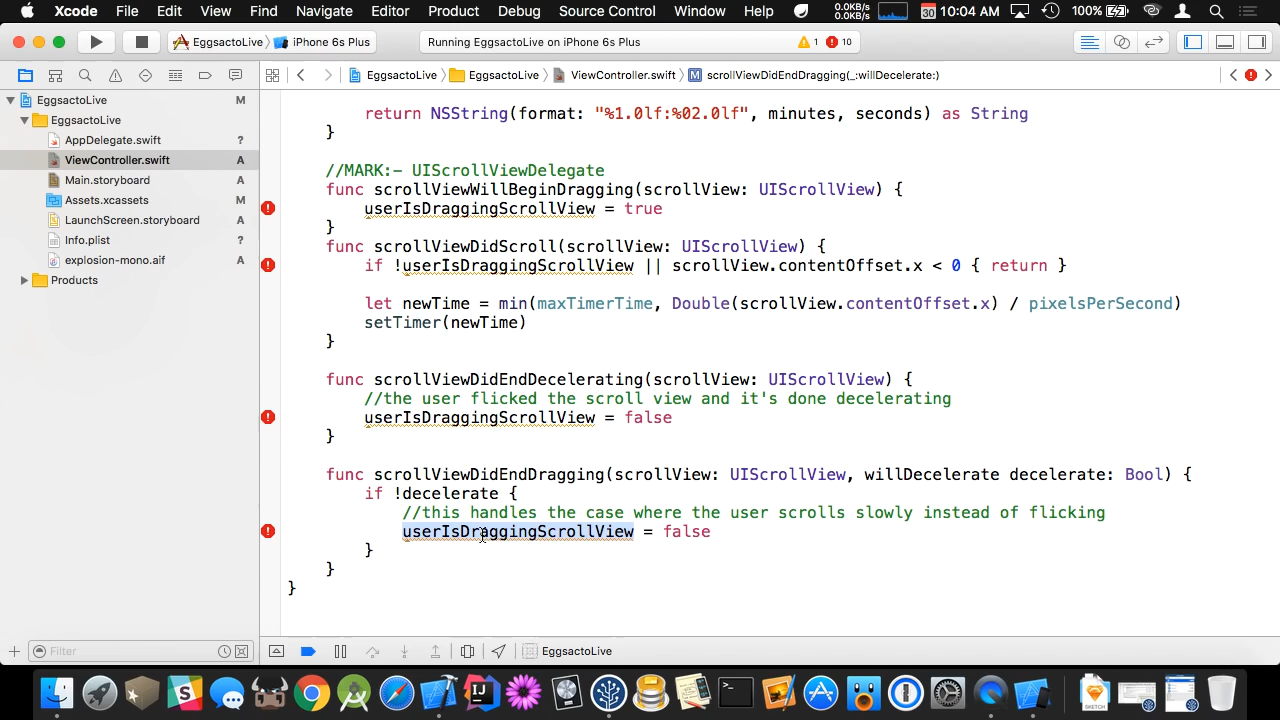 Xcode File Edit View Find Navigate Editor Product Debug Source Control Window Help 0.0KB/s 0.0KB/s 30 10:04 AM 100%
EggsactoLive iPhone 6s Plus Running EggsactoLive on iPhone 6s Plus 1 10
EggsactoLive EggsactoLive ViewController.swift M scrollViewDidEndDragging(_:willDecelerate:)
EggsactoLive M
EggsactoLive
AppDelegate.swift ?
ViewController.swift A
Main.storyboard A
Assets.xcassets M
LaunchScreen.storyboard A
Info.plist ?
explosion-mono.aif A
Products
return NSString(format: "%1.0lf:%02.0lf", minutes, seconds) as String
}
//MARK:- UIScrollViewDelegate
func scrollViewWillBeginDragging(scrollView: UIScrollView) {
userIsDraggingScrollView = true
}
func scrollViewDidScroll(scrollView: UIScrollView) {
if !userIsDraggingScrollView || scrollView.contentOffset.x < 0 { return }
let newTime = min(maxTimerTime, Double(scrollView.contentOffset.x) / pixelsPerSecond)
setTimer(newTime)
}
func scrollViewDidEndDecelerating(scrollView: UIScrollView) {
//the user flicked the scroll view and it's done decelerating
userIsDraggingScrollView = false
}
func scrollViewDidEndDragging(scrollView: UIScrollView, willDecelerate decelerate: Bool) {
if !decelerate {
//this handles the case where the user scrolls slowly instead of flicking
userIsDraggingScrollView = false
}
}
}
Filter
EggsactoLive
IJ
SKETCH